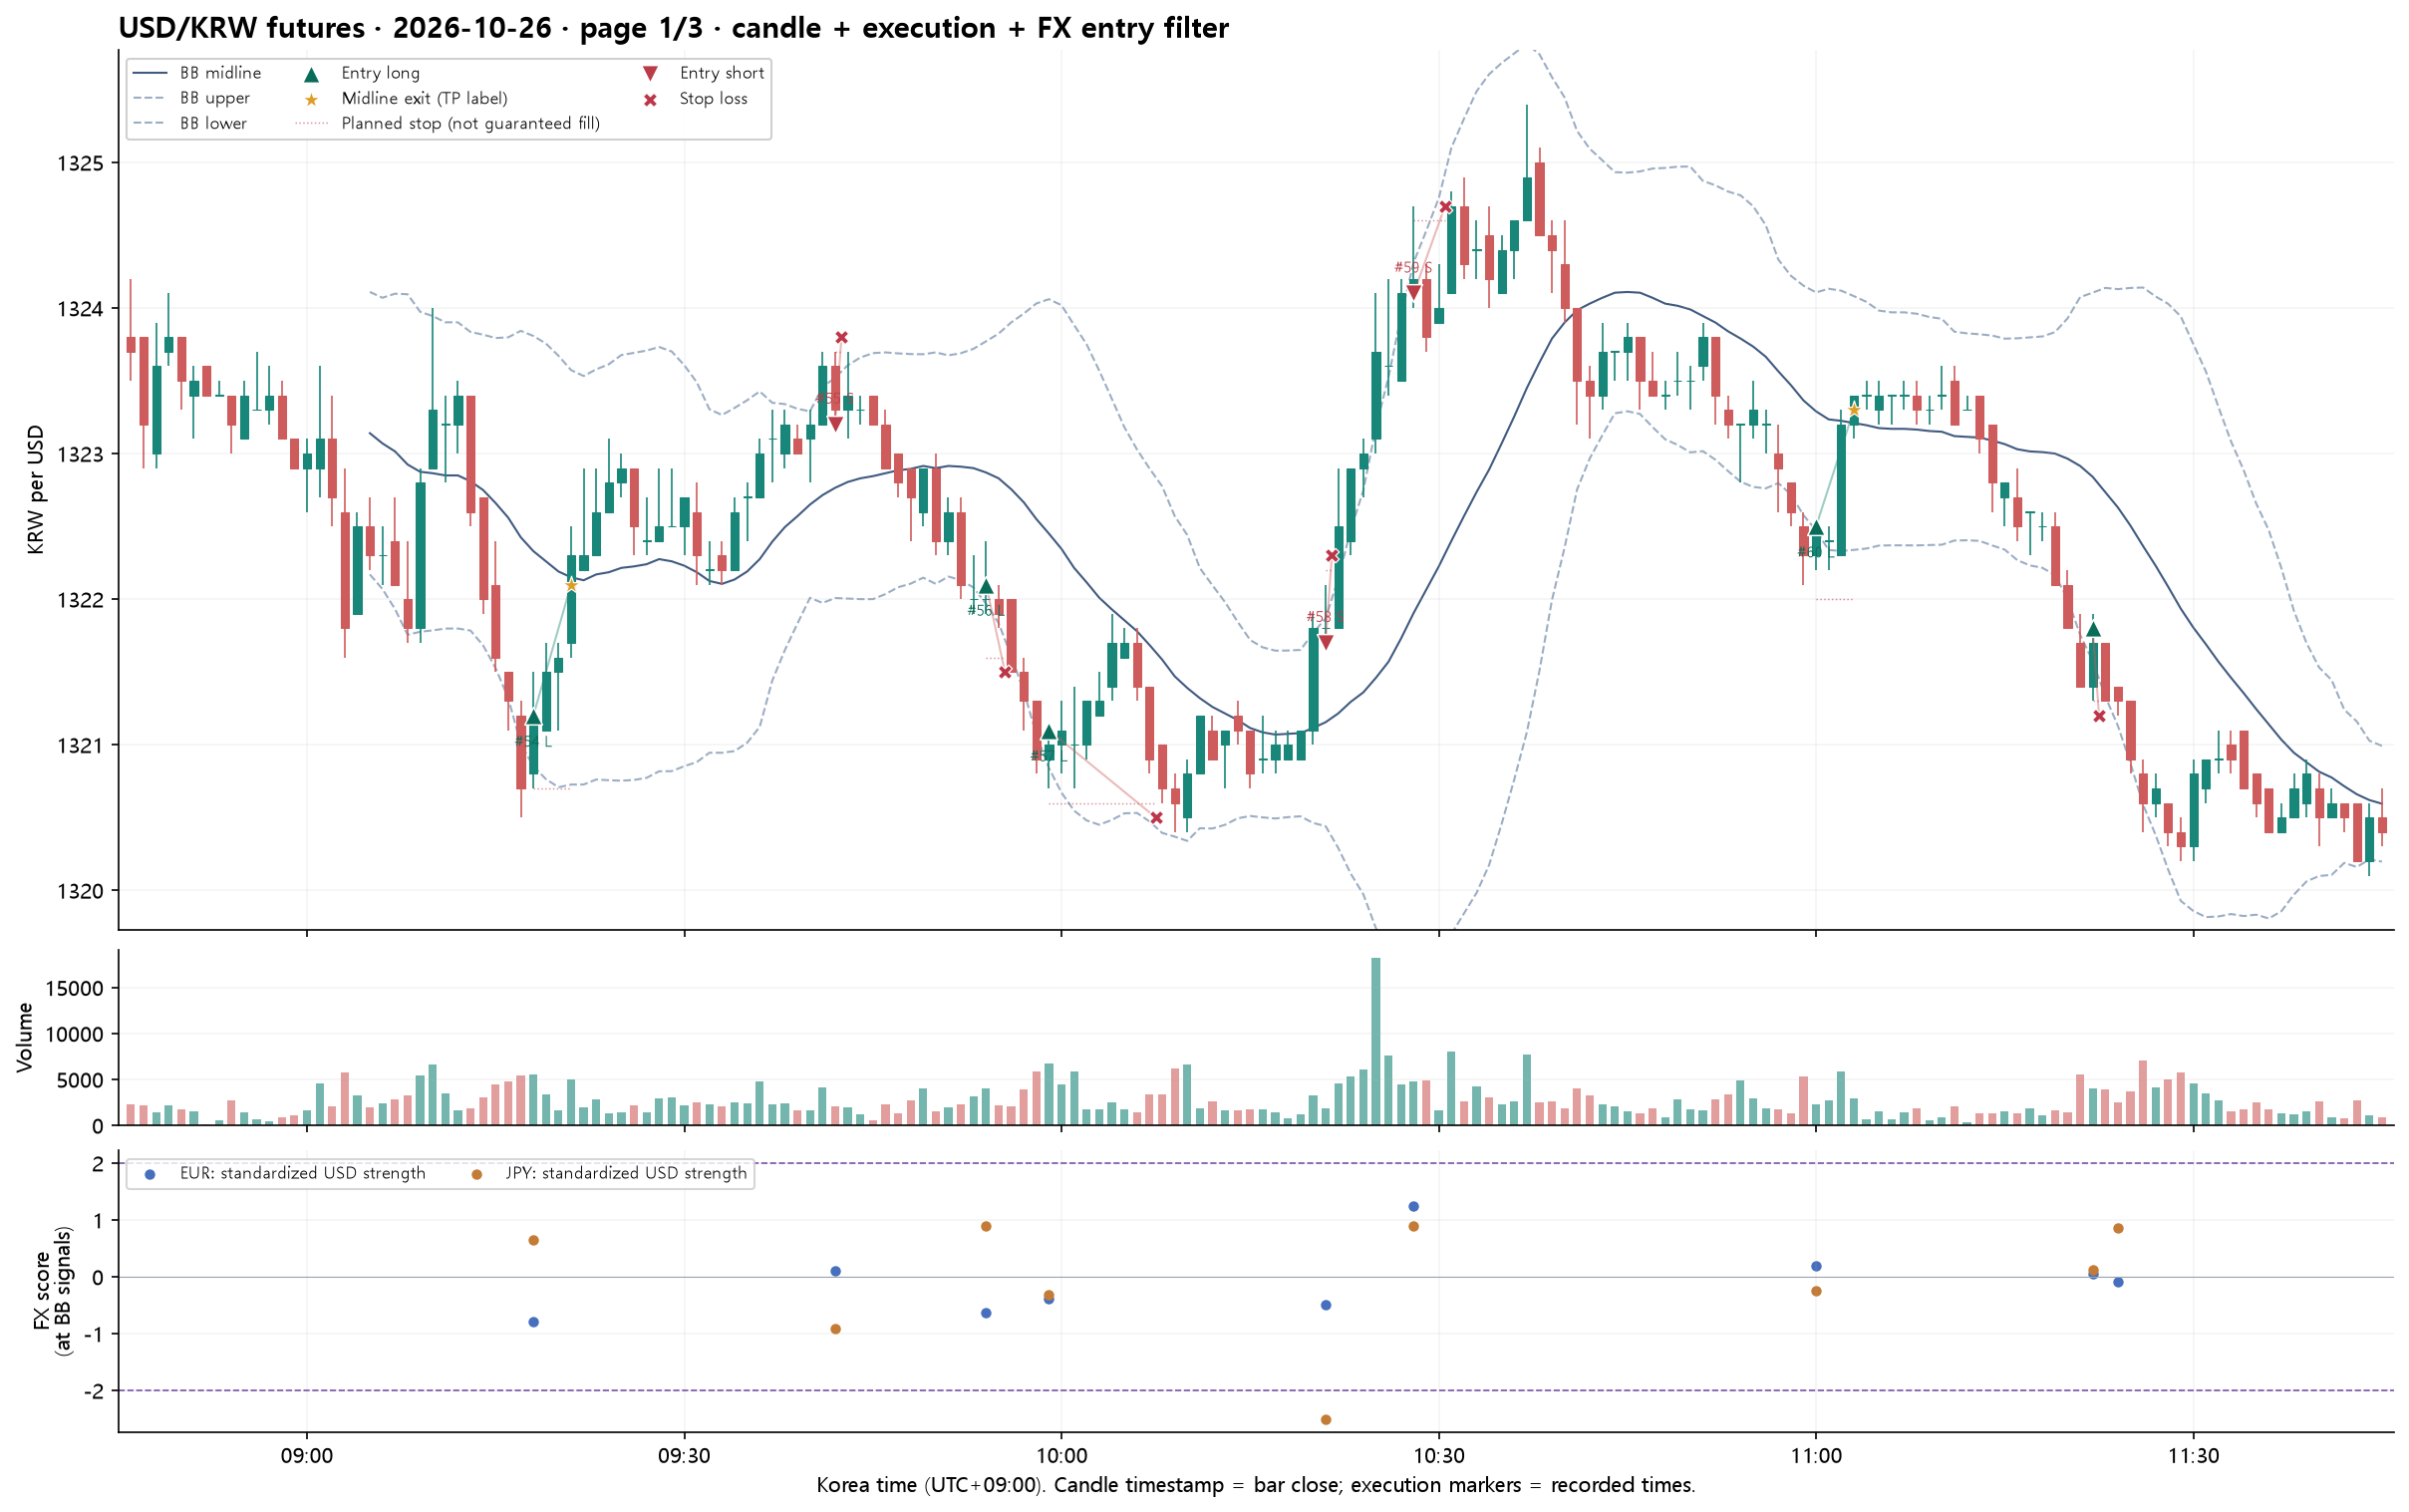 USD/KRW futures · 2026-10-26 · page 1/3 · candle + execution + FX entry filter
BB midline
BB upper
BB lower
Entry long
Midline exit (TP label)
Planned stop (not guaranteed fill)
Entry short
Stop loss
KRW per USD
1325
1324
1323
1322
1321
1320
#54 L
#56 L
#58
#59 S
Volume
15000
10000
5000
0
EUR: standardized USD strength
JPY: standardized USD strength
FX score
(at BB signals)
2
1
0
-1
-2
09:00
09:30
10:00
10:30
11:00
11:30
Korea time (UTC+09:00). Candle timestamp = bar close; execution markers = recorded times.